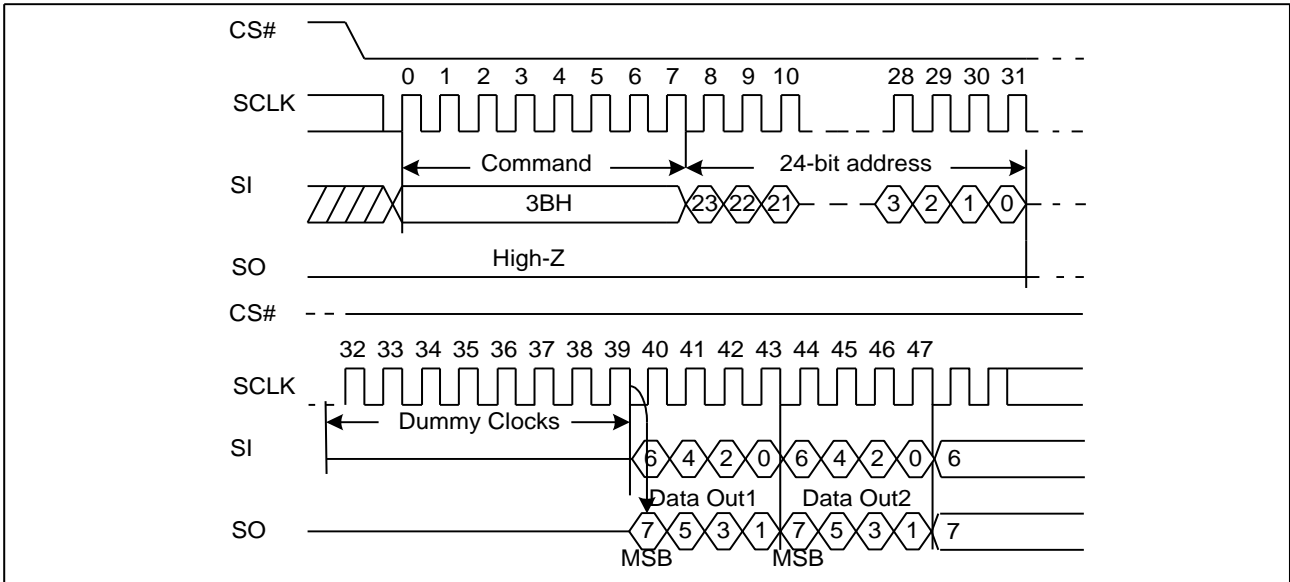 CS#
0 1 2 3 4 5 6 7 8 9 10 28 29 30 31
SCLK
Command 24-bit address
SI
3BH 23 22 21 3 2 1 0
High-Z
SO
CS#
32 33 34 35 36 37 38 39 40 41 42 43 44 45 46 47
SCLK
Dummy Clocks
SI
6 4 2 0 6 4 2 0 6
Data Out1 Data Out2
SO
7 5 3 1 7 5 3 1 7
MSB MSB